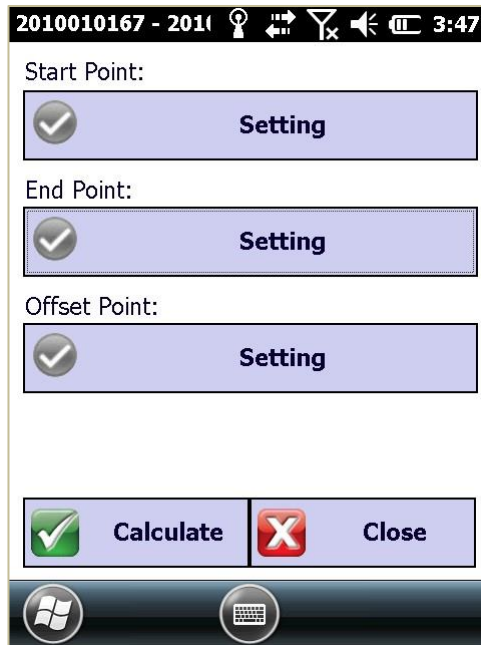 2010010167 - 201 3:47
Start Point:
Setting
End Point:
Setting
Offset Point:
Setting
Calculate Close